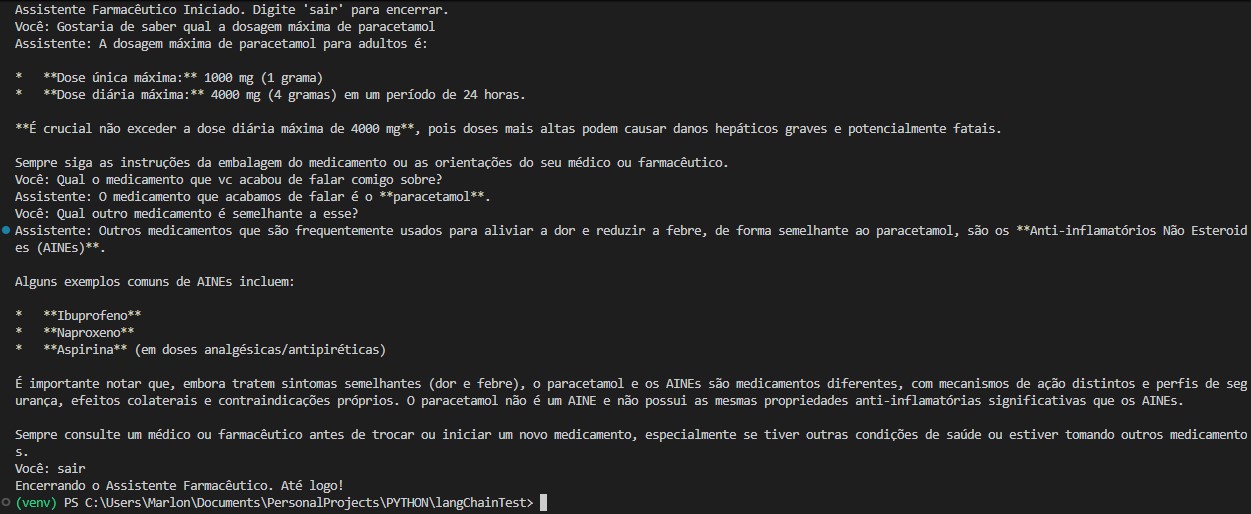 Assistente Farmacêutico Iniciado. Digite 'sair' para encerrar.
Você: Gostaria de saber qual a dosagem máxima de paracetamol
Assistente: A dosagem máxima de paracetamol para adultos é:
*   **Dose única máxima:** 1000 mg (1 grama)
*   **Dose diária máxima:** 4000 mg (4 gramas) em um período de 24 horas.
**É crucial não exceder a dose diária máxima de 4000 mg**, pois doses mais altas podem causar danos hepáticos graves e potencialmente fatais.
Sempre siga as instruções da embalagem do medicamento ou as orientações do seu médico ou farmacêutico.
Você: Qual o medicamento que vc acabou de falar comigo sobre?
Assistente: O medicamento que acabamos de falar é o **paracetamol**.
Você: Qual outro medicamento é semelhante a esse?
Assistente: Outros medicamentos que são frequentemente usados para aliviar a dor e reduzir a febre, de forma semelhante ao paracetamol, são os **Anti-inflamatórios Não Esteroid
es (AINEs)**.
Alguns exemplos comuns de AINEs incluem:
*   **Ibuprofeno**
*   **Naproxeno**
*   **Aspirina** (em doses analgésicas/antipiréticas)
É importante notar que, embora tratem sintomas semelhantes (dor e febre), o paracetamol e os AINEs são medicamentos diferentes, com mecanismos de ação distintos e perfis de seg
urança, efeitos colaterais e contraindicações próprios. O paracetamol não é um AINE e não possui as mesmas propriedades anti-inflamatórias significativas que os AINEs.
Sempre consulte um médico ou farmacêutico antes de trocar ou iniciar um novo medicamento, especialmente se tiver outras condições de saúde ou estiver tomando outros medicamento
s.
Você: sair
Encerrando o Assistente Farmacêutico. Até logo!
(venv) PS C:\Users\Marlon\Documents\PersonalProjects\PYTHON\langChainTest>